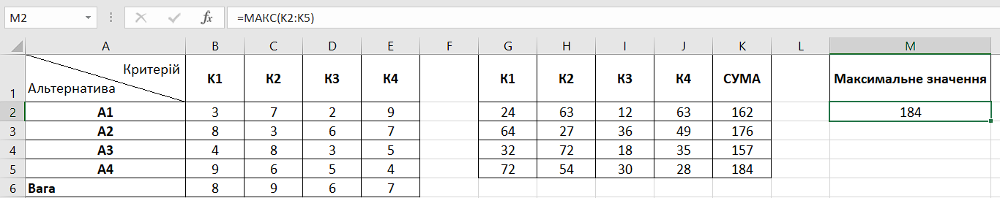 M2 fx =МАКС(K2:K5)
A B C D E F G H I J K L M
1 Критерій Альтернатива К1 К2 К3 К4 К1 К2 К3 К4 СУМА Максимальне значення
2 А1 3 7 2 9 24 63 12 63 162 184
3 А2 8 3 6 7 64 27 36 49 176
4 А3 4 8 3 5 32 72 18 35 157
5 А4 9 6 5 4 72 54 30 28 184
6 Вага 8 9 6 7